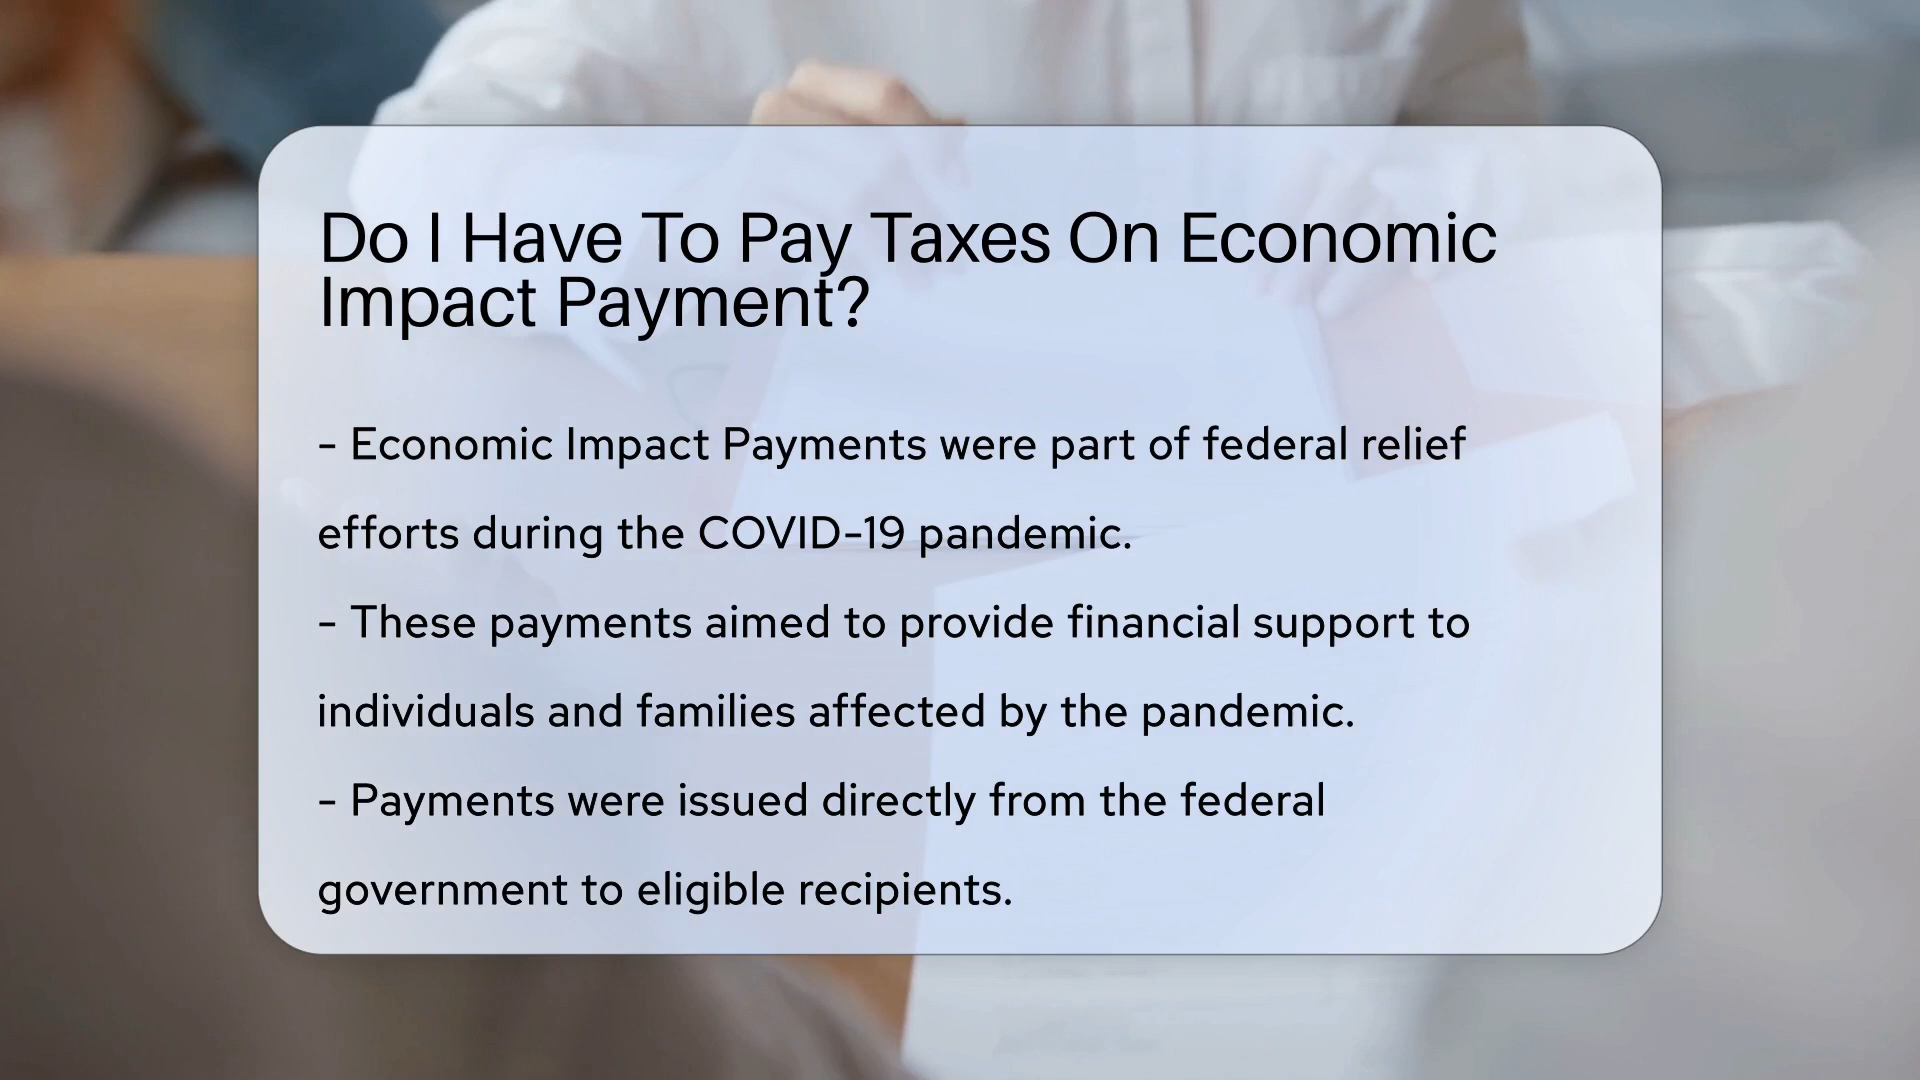 Do I Have To Pay Taxes On Economic
Impact Payment?
- Economic Impact Payments were part of federal relief
efforts during the COVID-19 pandemic.
- These payments aimed to provide financial support to
individuals and families affected by the pandemic.
- Payments were issued directly from the federal
government to eligible recipients.